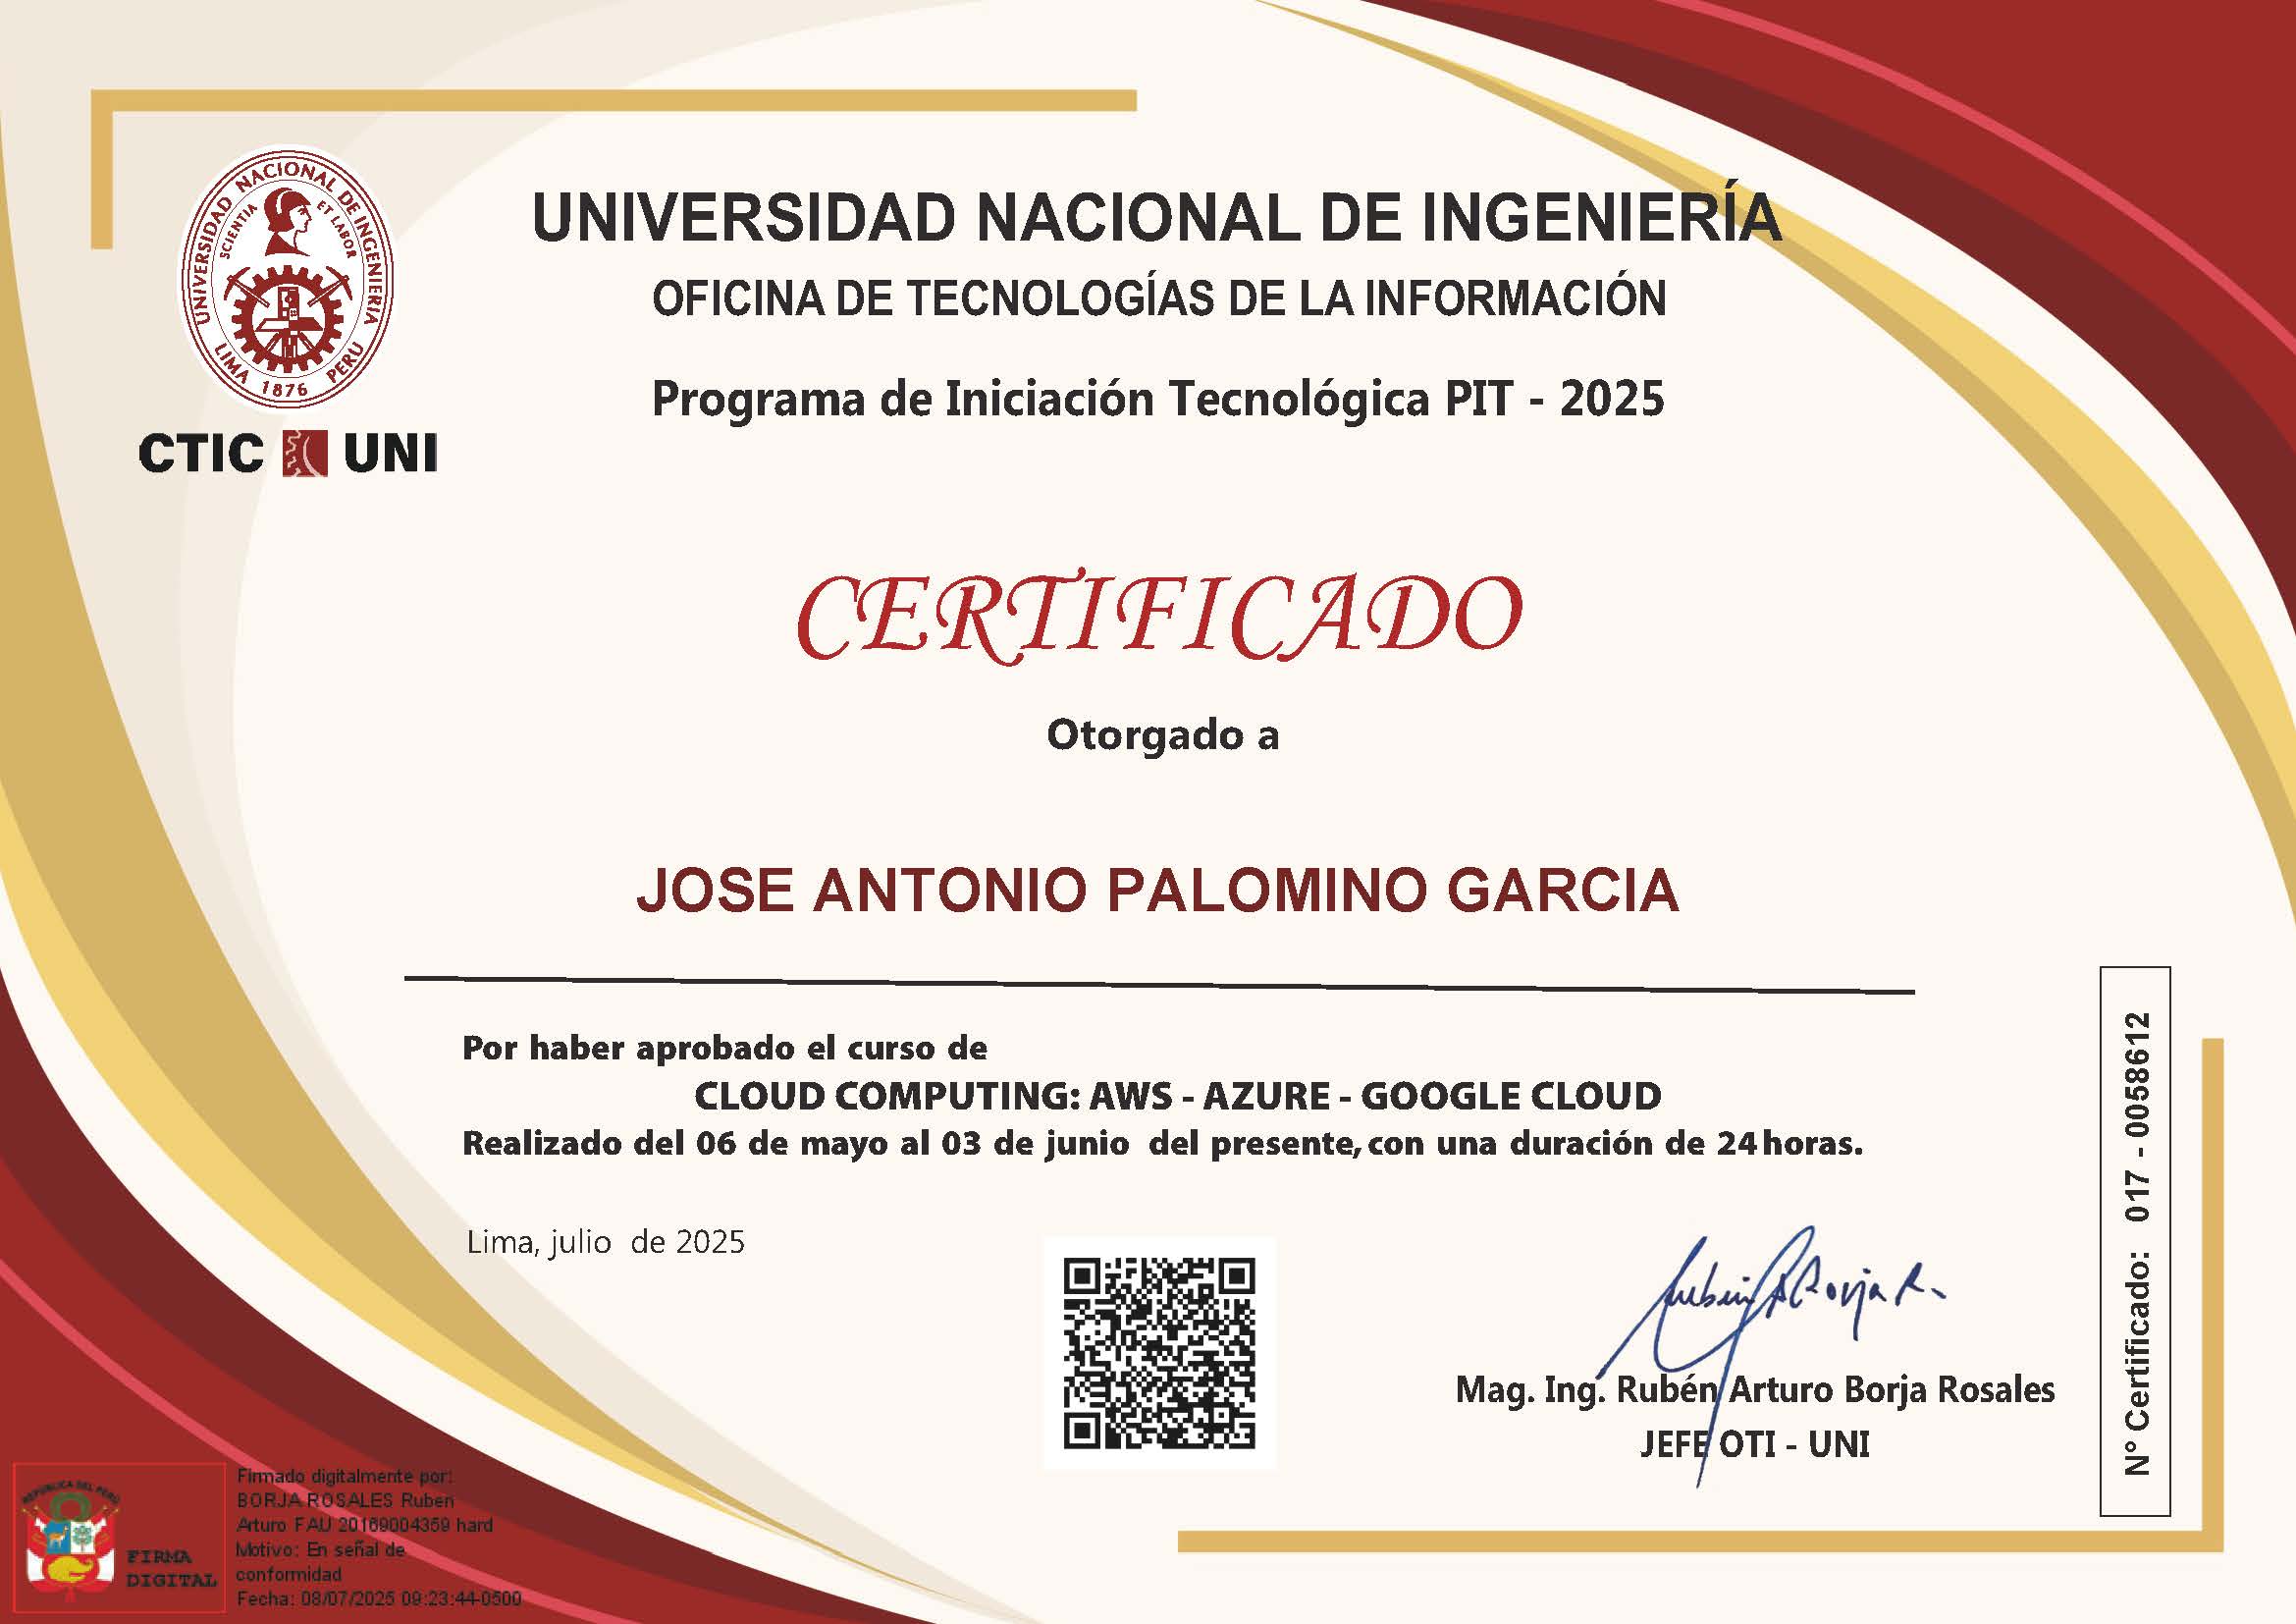 UNIVERSIDAD NACIONAL DE INGENIERIA
SCIENTIA ET LABOR
LIMA 1876 PERU
CTIC UNI
UNIVERSIDAD NACIONAL DE INGENIERÍA
OFICINA DE TECNOLOGÍAS DE LA INFORMACIÓN
Programa de Iniciación Tecnológica PIT - 2025
CERTIFICADO
Otorgado a
JOSE ANTONIO PALOMINO GARCIA
Por haber aprobado el curso de
CLOUD COMPUTING: AWS - AZURE - GOOGLE CLOUD
Realizado del 06 de mayo al 03 de junio del presente, con una duración de 24 horas.
Lima, julio de 2025
Rubén A Borja R.
Mag. Ing. Rubén Arturo Borja Rosales
JEFE OTI - UNI
N° Certificado: 017 - 0058612
REPUBLICA DEL PERU
FIRMA
DIGITAL
Firmado digitalmente por:
BORJA ROSALES Ruben
Arturo FAU 20169004359 hard
Motivo: En señal de
conformidad
Fecha: 08/07/2025 09:23:44-0500